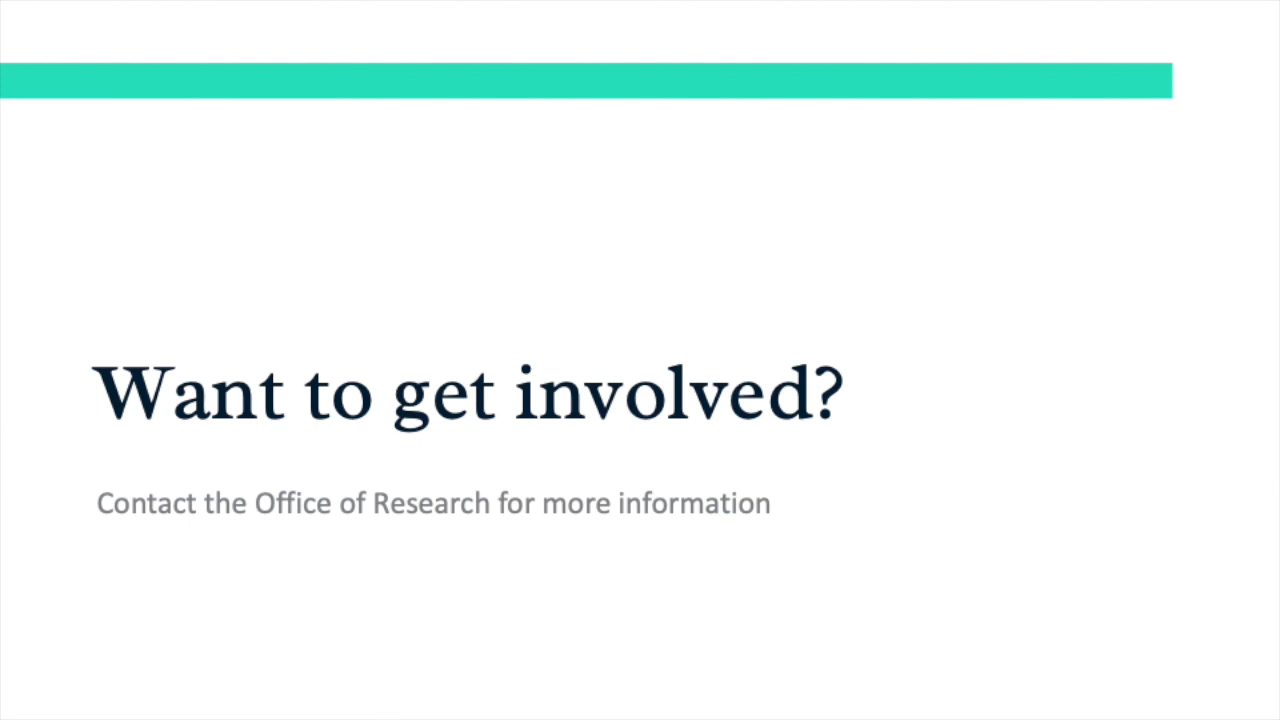 Want to get involved?
Contact the Office of Research for more information